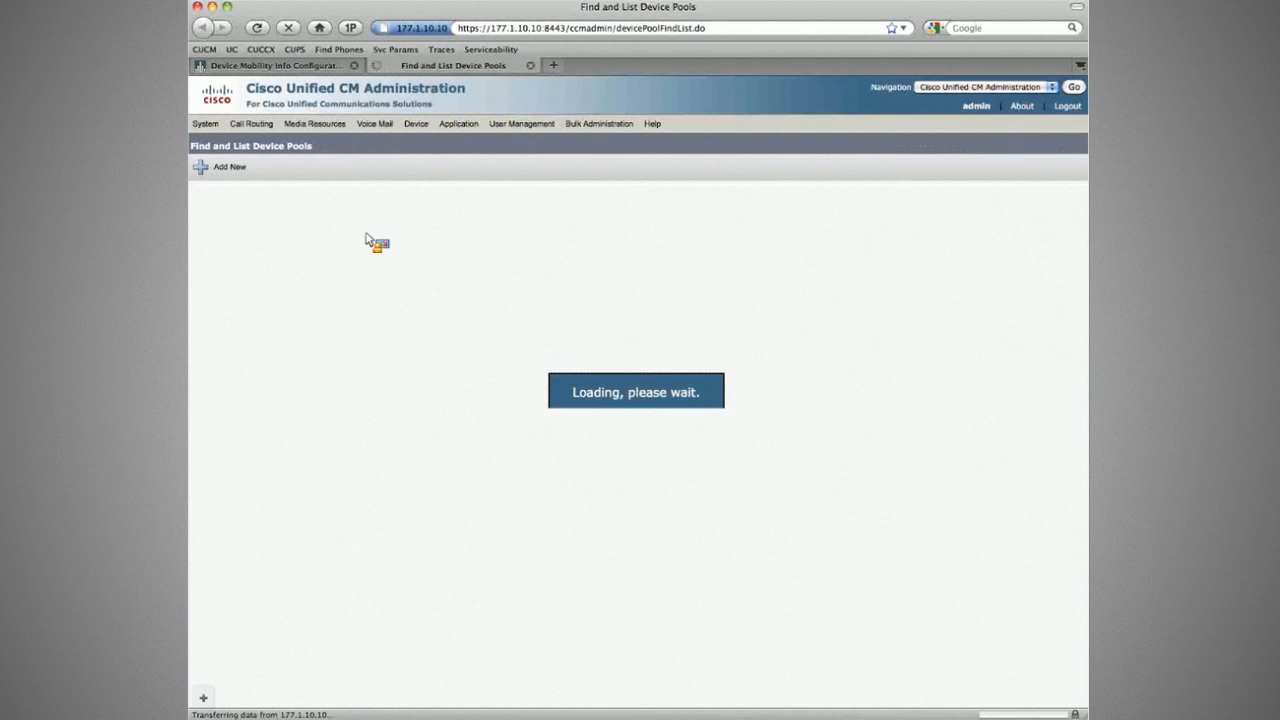 Find and List Device Pools
1P 177.1.10.10 https://177.1.10.10:8443/ccmadmin/devicePoolFindList.do Google
CUCM UC CUCCX CUPS Find Phones Svc Params Traces Serviceability
Device Mobility Info Configurat... Find and List Device Pools
Cisco Unified CM Administration
For Cisco Unified Communications Solutions
CISCO
Navigation Cisco Unified CM Administration Go
admin | About | Logout
System Call Routing Media Resources Voice Mail Device Application User Management Bulk Administration Help
Find and List Device Pools
Add New
Loading, please wait.
Transferring data from 177.1.10.10...